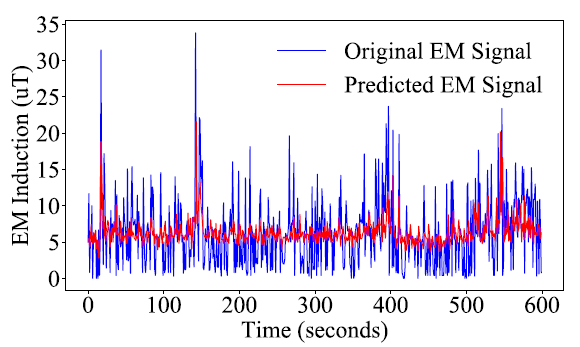 35
30
25
20
15
10
5
0
EM Induction (uT)
Original EM Signal
Predicted EM Signal
0 100 200 300 400 500 600
Time (seconds)